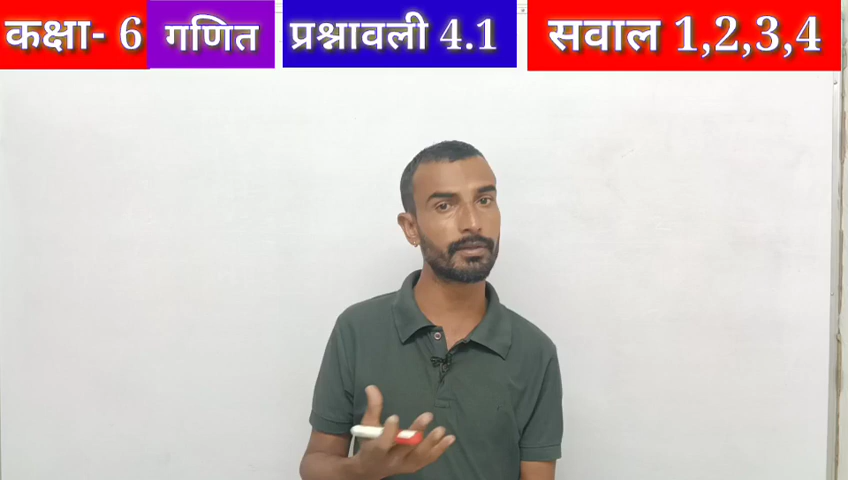 कक्षा- 6 गणित प्रश्नावली 4.1 सवाल 1,2,3,4